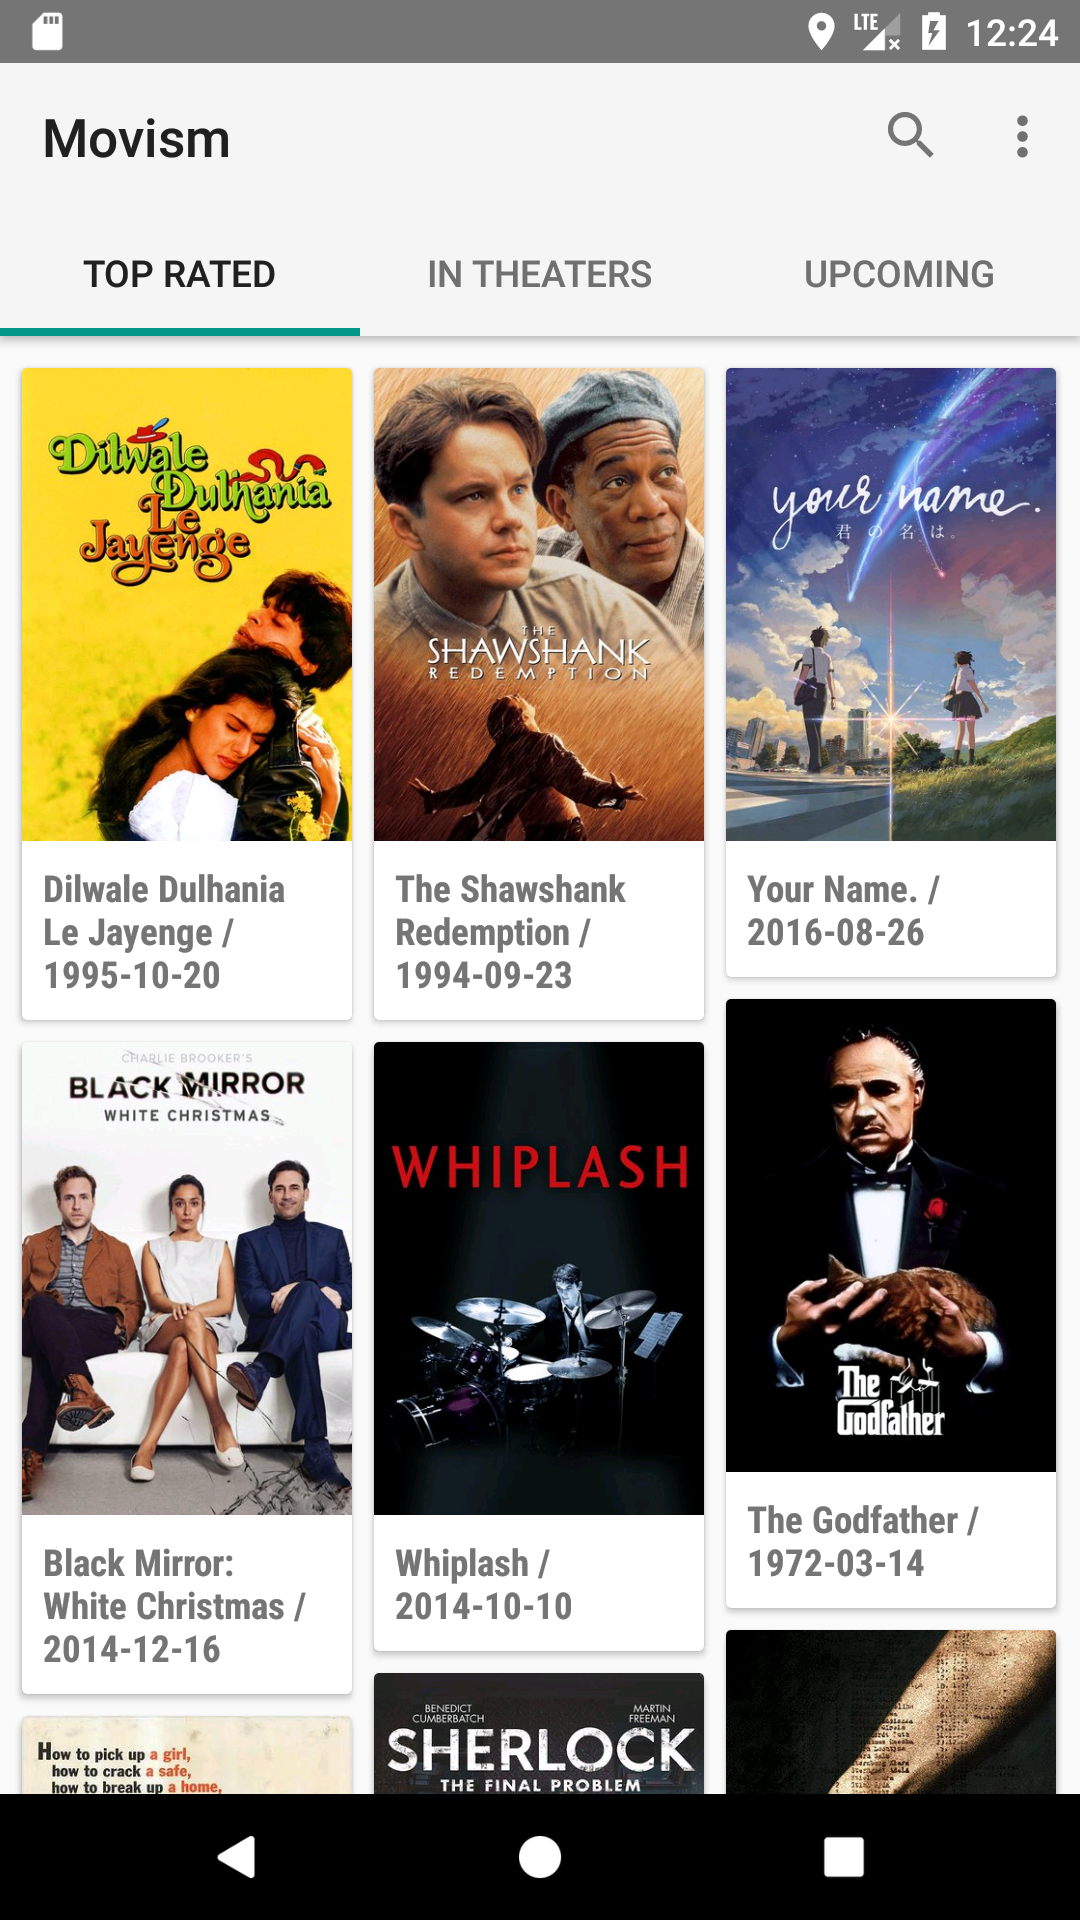 LTE 12:24
Movism
TOP RATED
IN THEATERS
UPCOMING
Dilwale
Dulhania
Le
Jayenge
THE
SHAWSHANK
REDEMPTION
your name.
君の名は。
Dilwale Dulhania
Le Jayenge /
1995-10-20
The Shawshank
Redemption /
1994-09-23
Your Name. /
2016-08-26
CHARLIE BROOKER'S
BLACK MIRROR
WHITE CHRISTMAS
WHIPLASH
The
Godfather
Black Mirror:
White Christmas /
2014-12-16
Whiplash /
2014-10-10
The Godfather /
1972-03-14
How to pick up a girl,
how to crack a safe,
how to break up a home,
BENEDICT
CUMBERBATCH
MARTIN
FREEMAN
SHERLOCK
THE FINAL PROBLEM